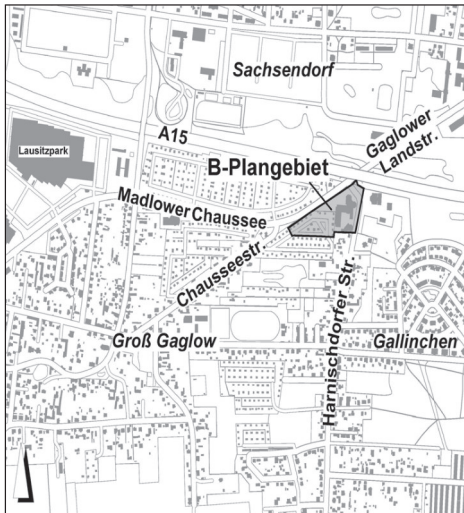 Sachsendorf
Gaglower
Landstr.
A15
Lausitzpark
B-Plangebiet
Madlower Chaussee
Chausseestr.
Harnischdorfer Str.
Groß Gaglow
Gallinchen